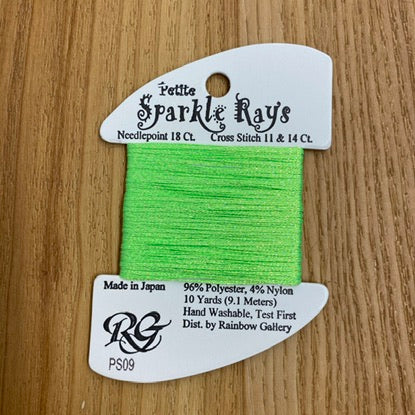 Petite
Sparkle Rays
Needlepoint 18 Ct. Cross Stitch 11 & 14 Ct.
Made in Japan
96% Polyester, 4% Nylon
10 Yards (9.1 Meters)
Hand Washable, Test First
Dist. by Rainbow Gallery
RG
PS09